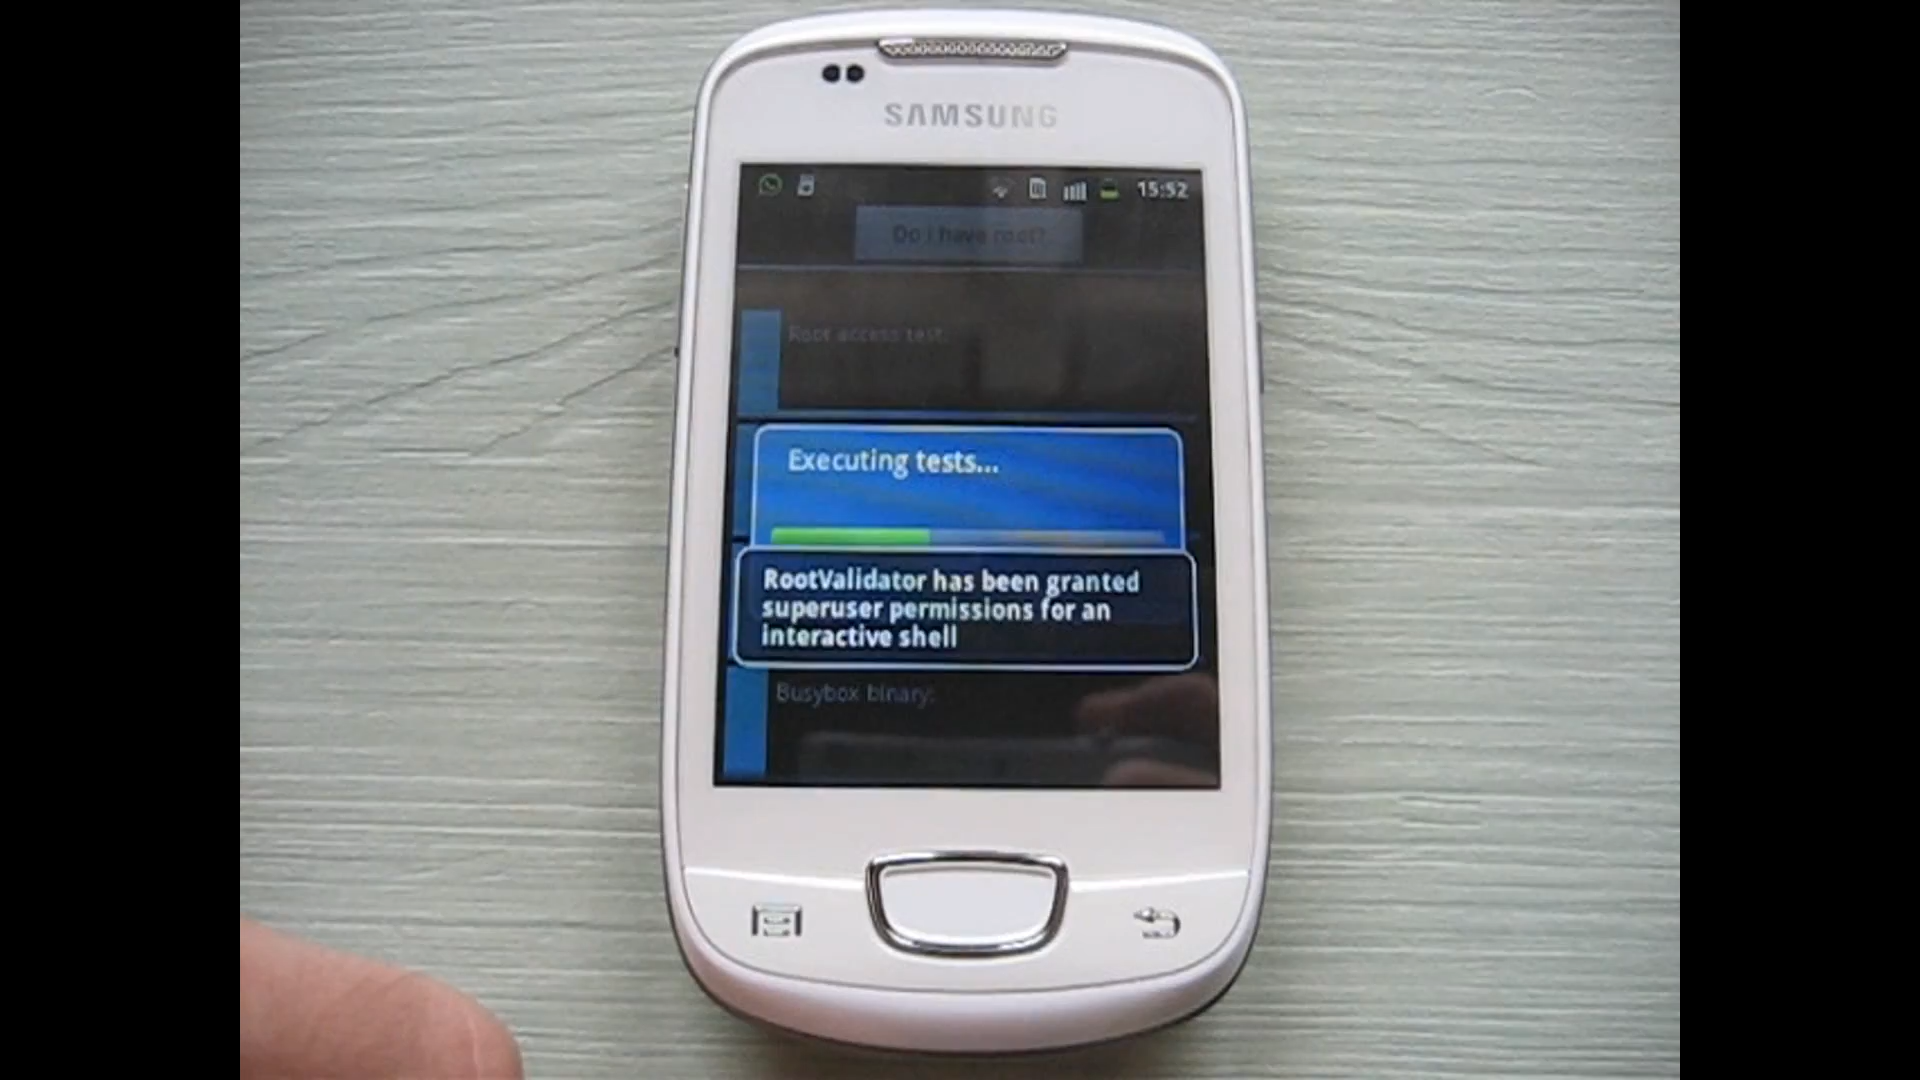 SAMSUNG
15:52
Do I have root?
Root access test:
Executing tests...
RootValidator has been granted
superuser permissions for an
interactive shell
Busybox binary: